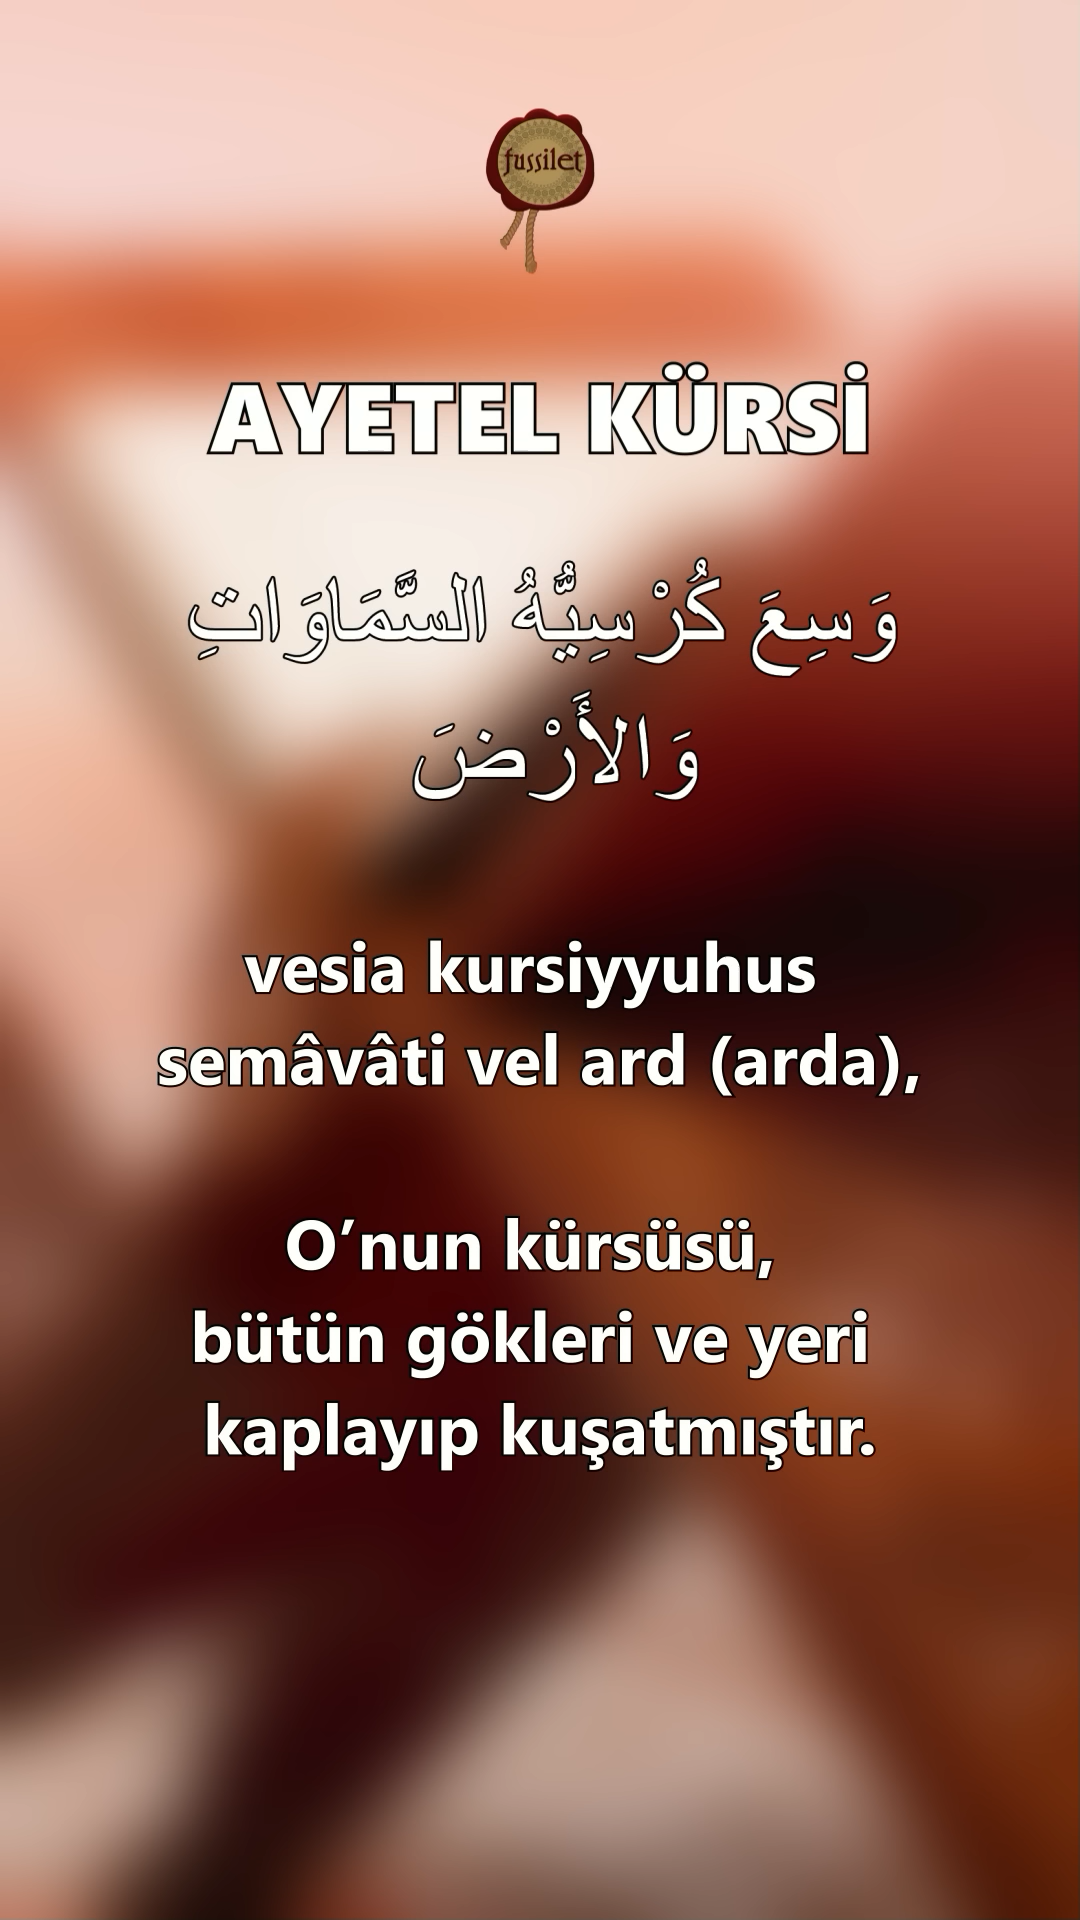 fussilet
AYETEL KÜRSİ
وَسِعَ كُرْسِيُّهُ السَّمَاوَاتِ
وَالأَرْضَ
vesia kursiyyuhus
semâvâti vel ard (arda),
O’nun kürsüsü,
bütün gökleri ve yeri
kaplayıp kuşatmıştır.